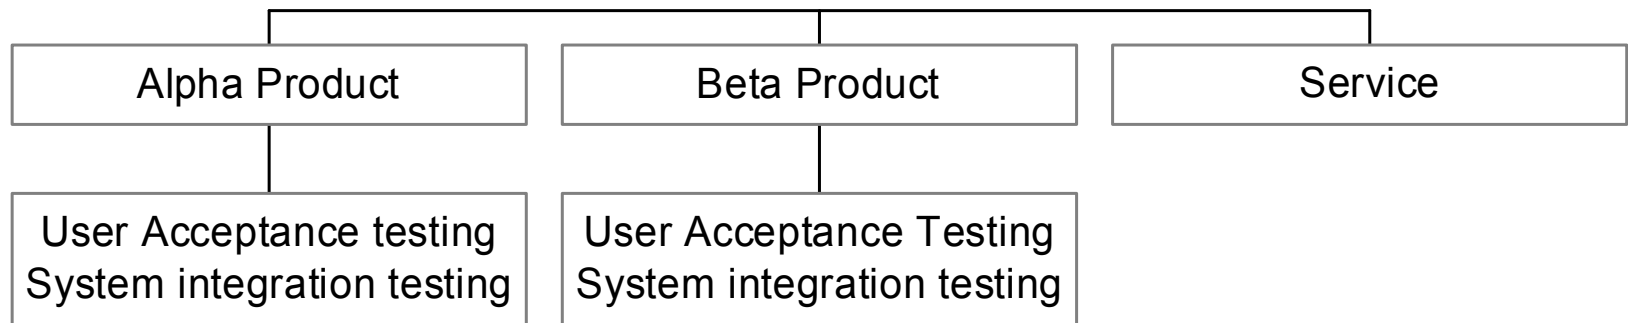 Alpha Product
Beta Product
Service
User Acceptance testing
System integration testing
User Acceptance Testing
System integration testing